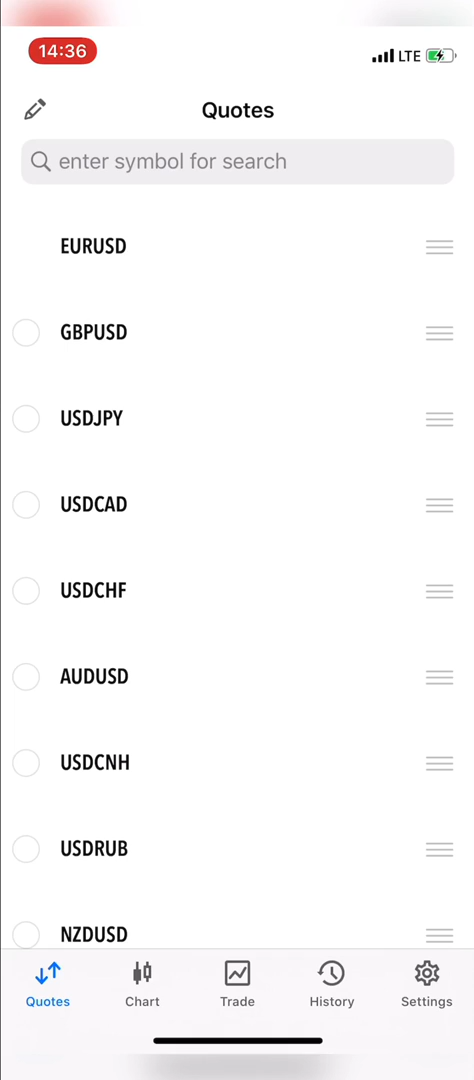 14:36
LTE
Quotes
enter symbol for search
EURUSD
GBPUSD
USDJPY
USDCAD
USDCHF
AUDUSD
USDCNH
USDRUB
NZDUSD
Quotes Chart Trade History Settings